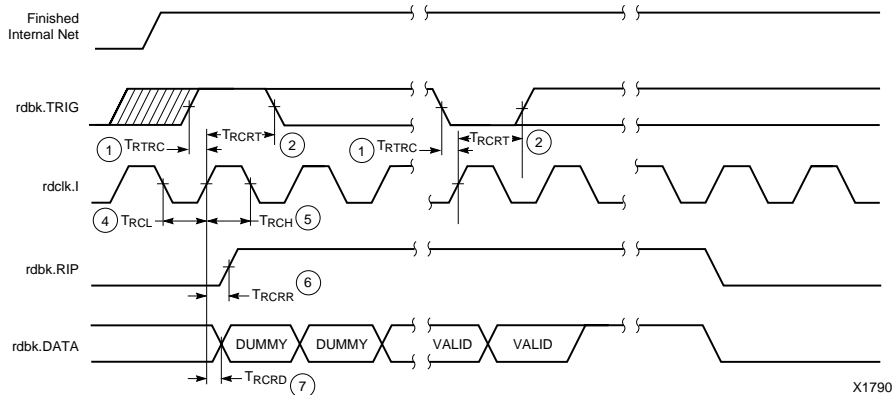 Finished
Internal Net
rdbk.TRIG
TRCRT
TRCRT
1 TRTRC
2
1 TRTRC
2
rdclk.I
4 TRCL
TRCH 5
rdbk.RIP
6
TRCRR
rdbk.DATA
DUMMY DUMMY VALID VALID
TRCRD 7
X1790